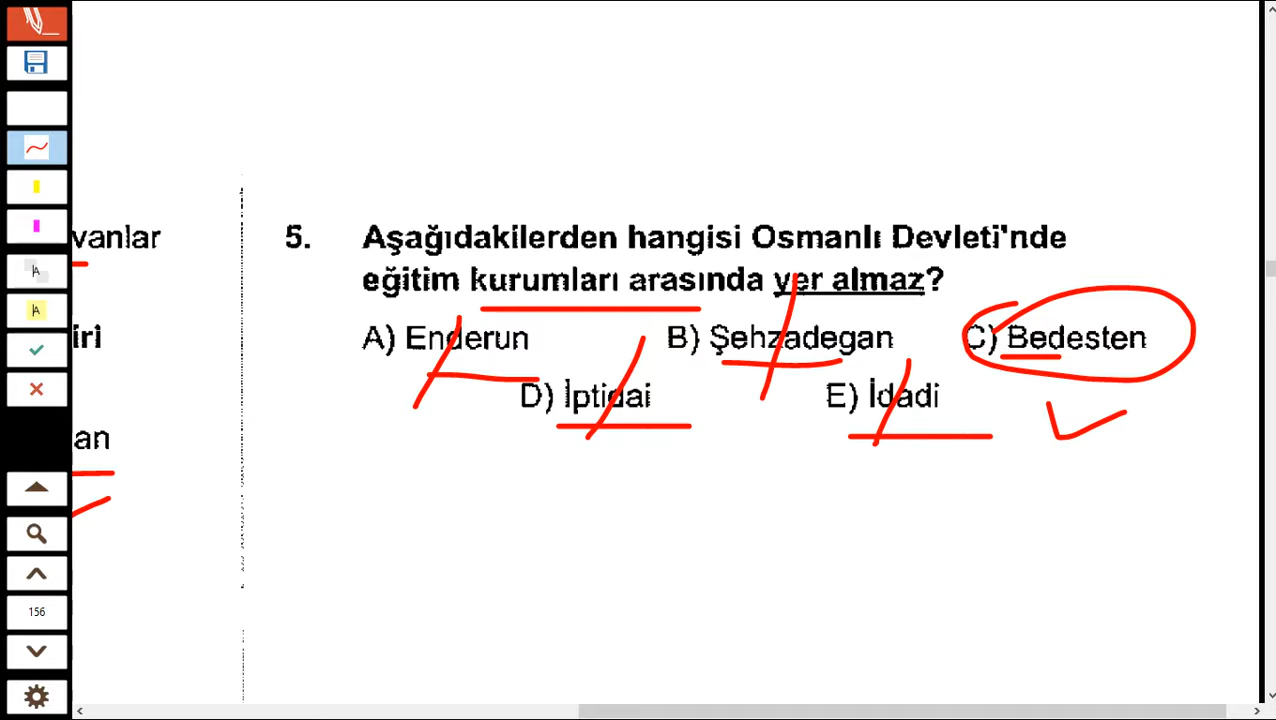 vanlar
iri
an
5. Aşağıdakilerden hangisi Osmanlı Devleti'nde
eğitim kurumları arasında yer almaz?
A) Enderun B) Şehzadegan C) Bedesten
D) İptidai E) İdadi
A
A
156